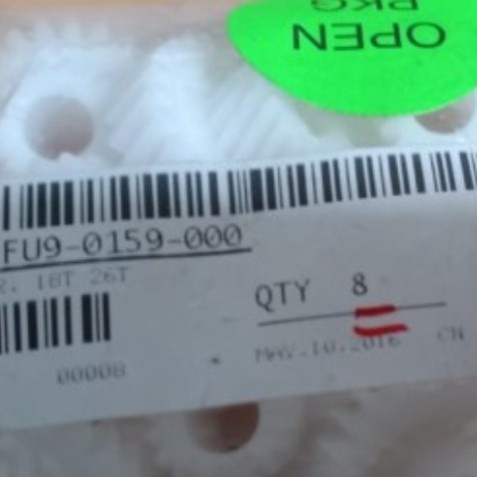 OPEN
PKG
FU9-0159-000
R. 18T 26T
QTY 8
MAY.10.2016 CN
00008